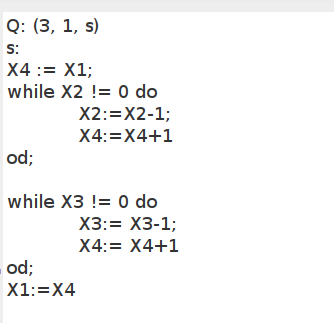 Q: (3, 1, s)
s:
X4 := X1;
while X2 != 0 do
X2:=X2-1;
X4:=X4+1
od;
while X3 != 0 do
X3:= X3-1;
X4:= X4+1
od;
X1:=X4